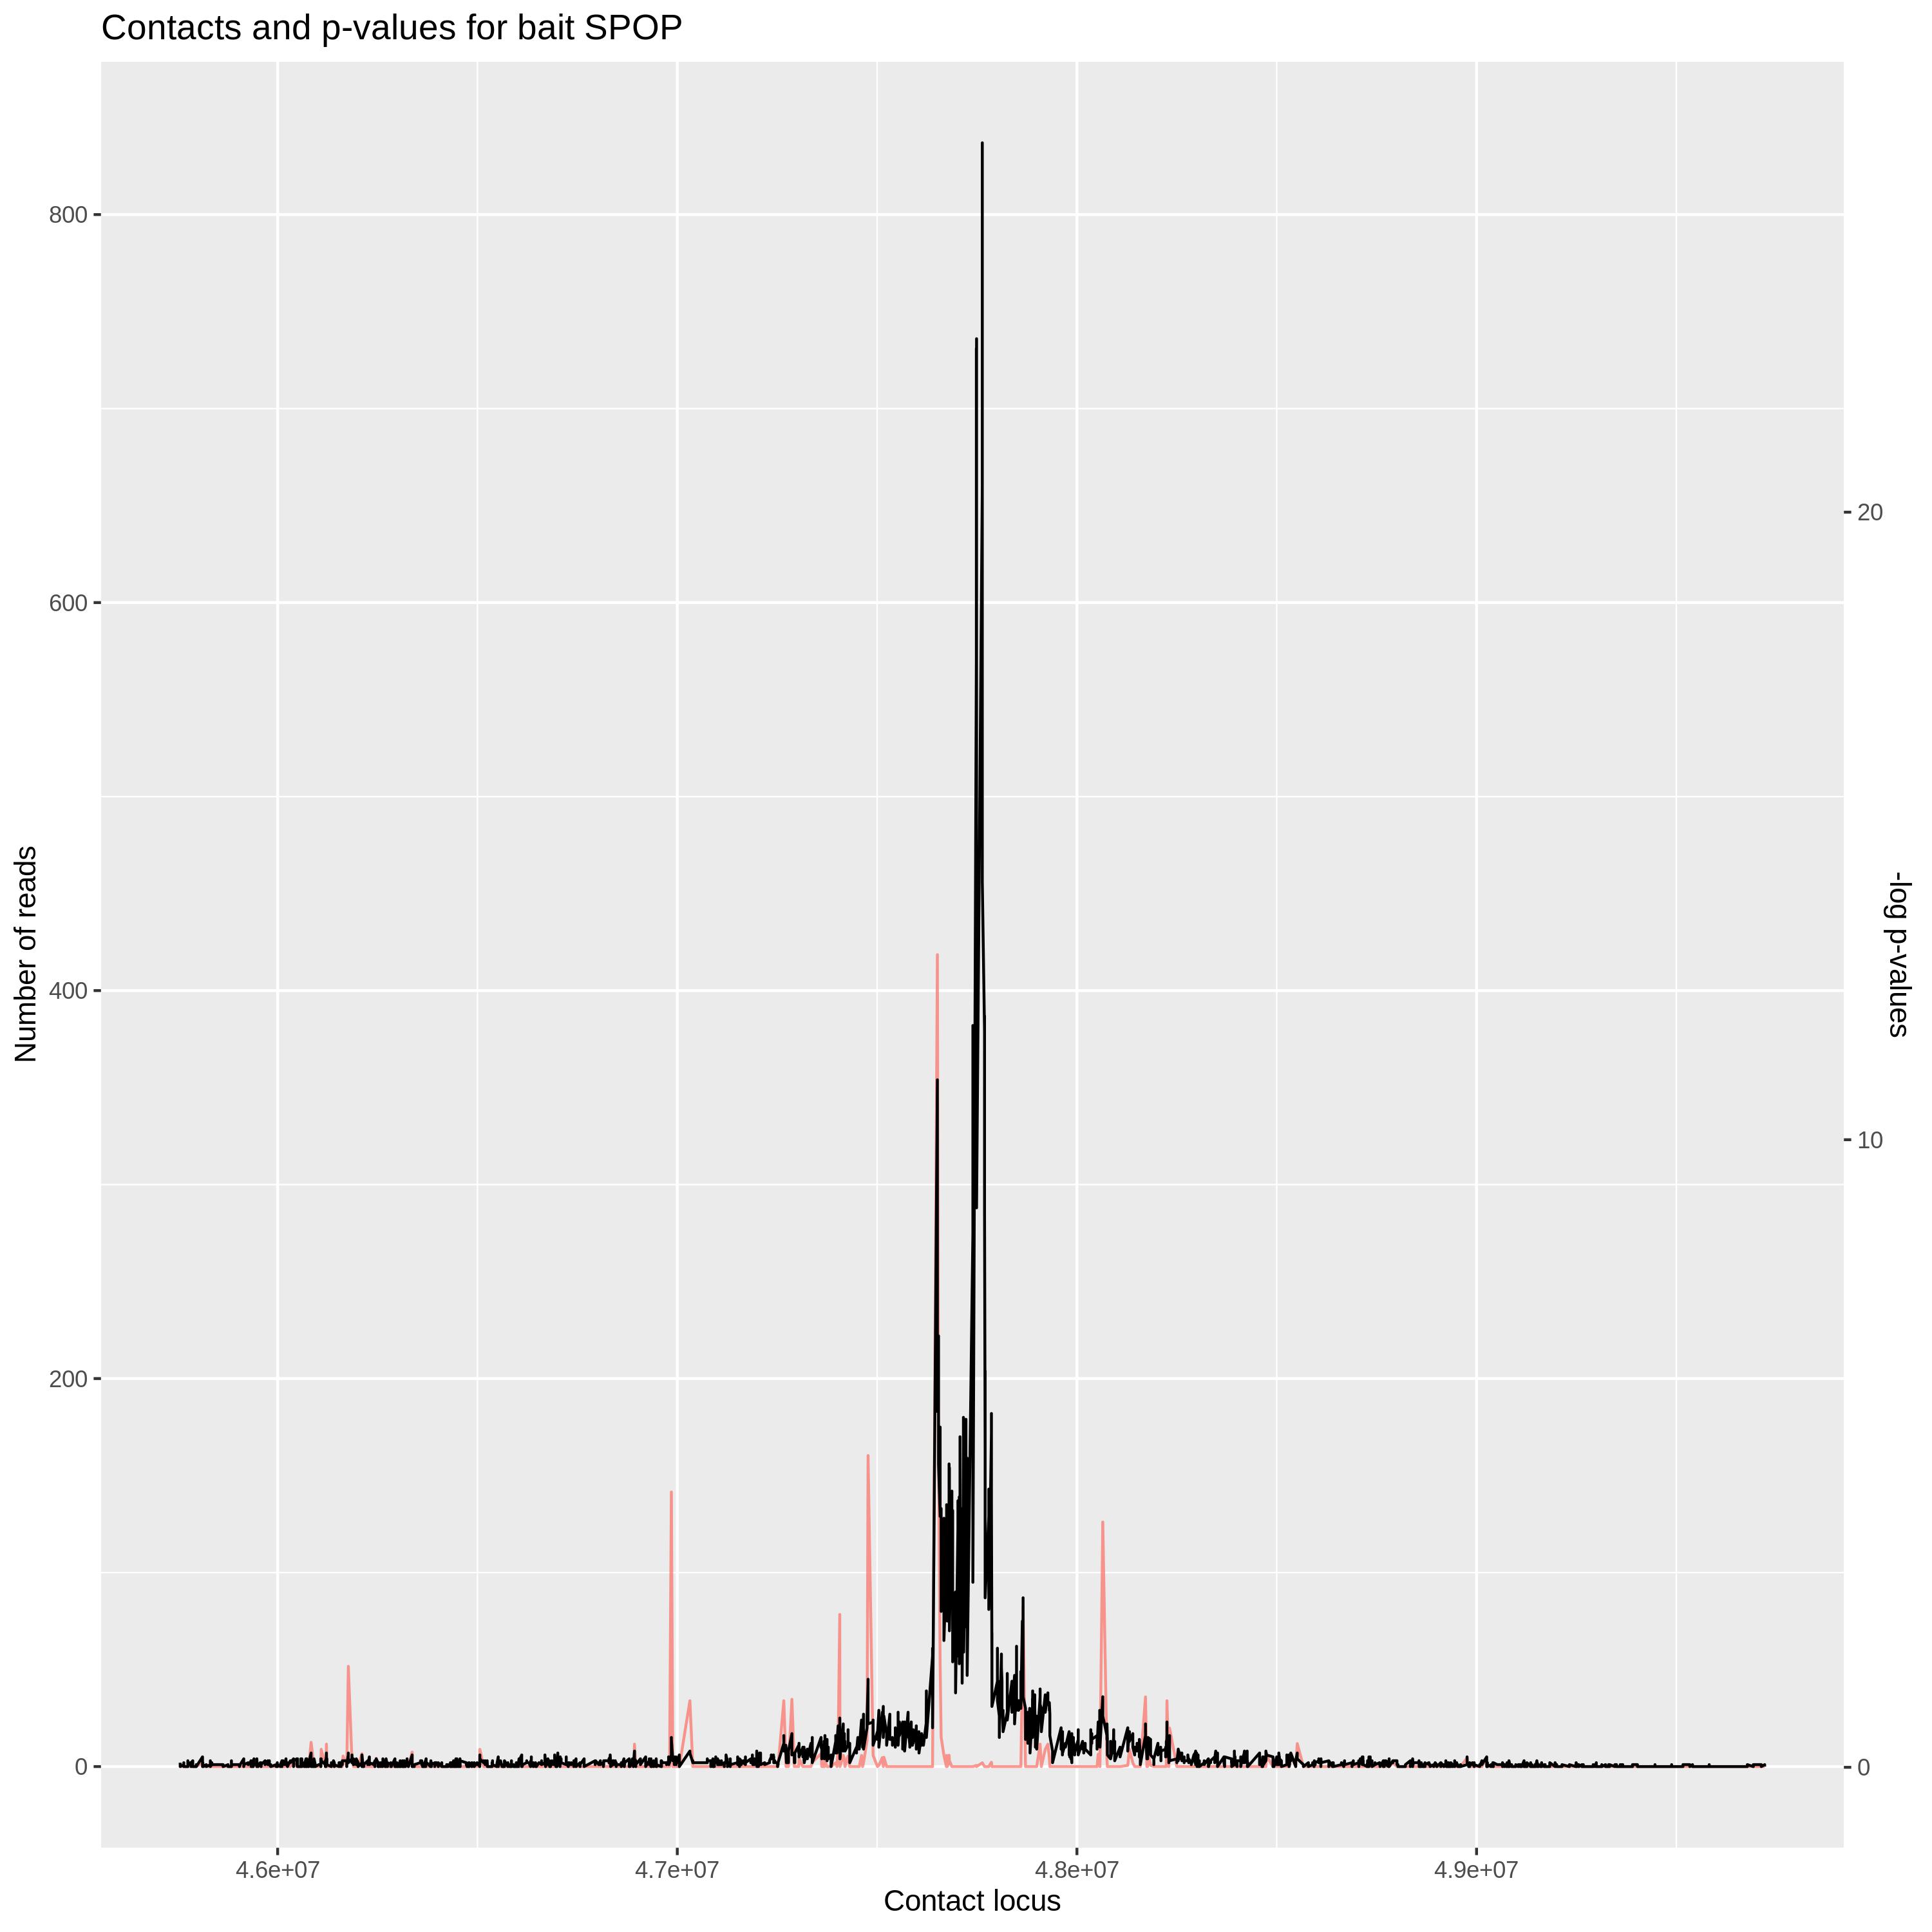 Contacts and p-values for bait SPOP
800
600
400
200
0
Number of reads
20
10
0
-log p-values
4.6e+07 4.7e+07 4.8e+07 4.9e+07
Contact locus